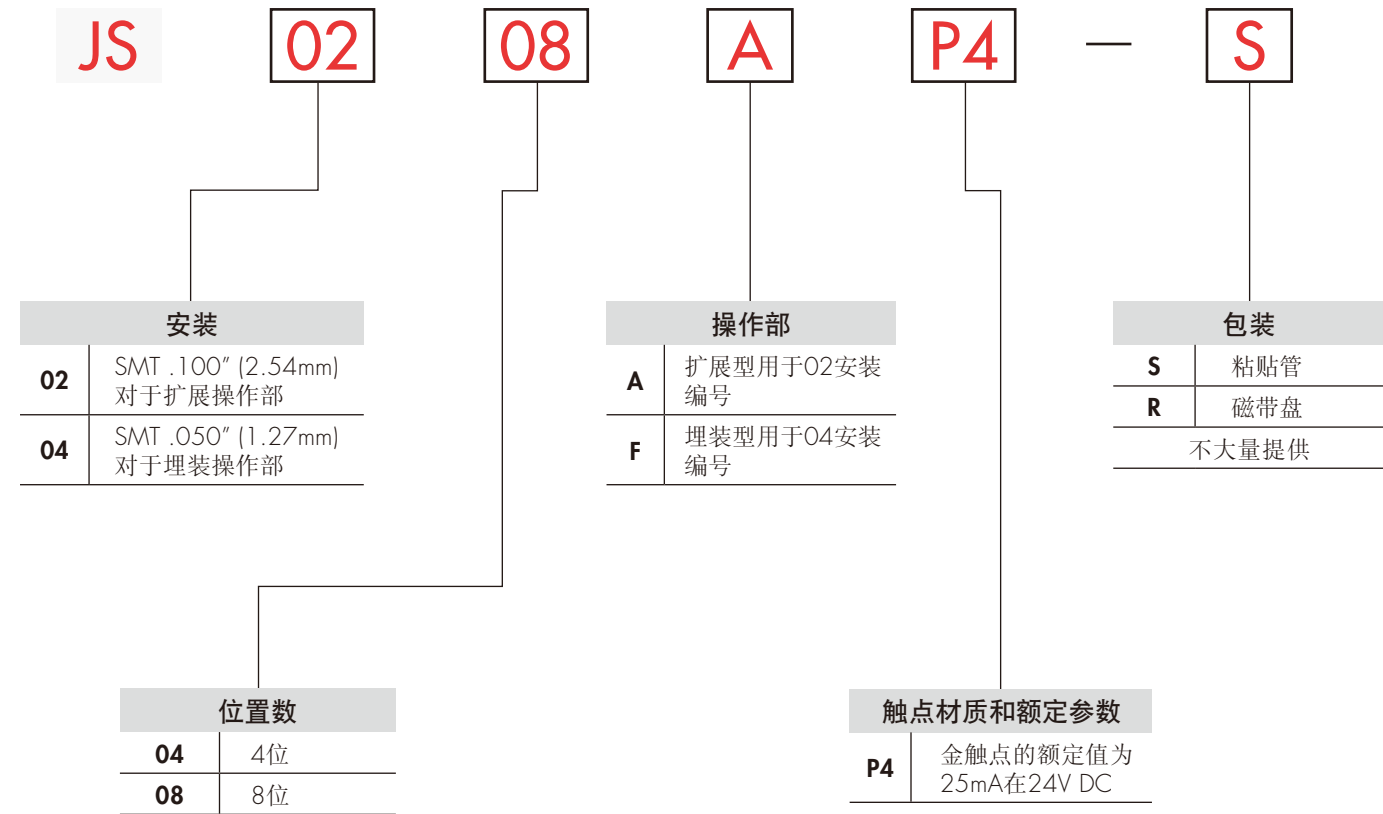 JS 02 08 A P4 — S
安装
02 SMT .100″ (2.54mm)
对于扩展操作部
04 SMT .050″ (1.27mm)
对于埋装操作部
操作部
A 扩展型用于02安装
编号
F 埋装型用于04安装
编号
包装
S 粘贴管
R 磁带盘
不大量提供
位置数
04 4位
08 8位
触点材质和额定参数
P4 金触点的额定值为
25mA在24V DC